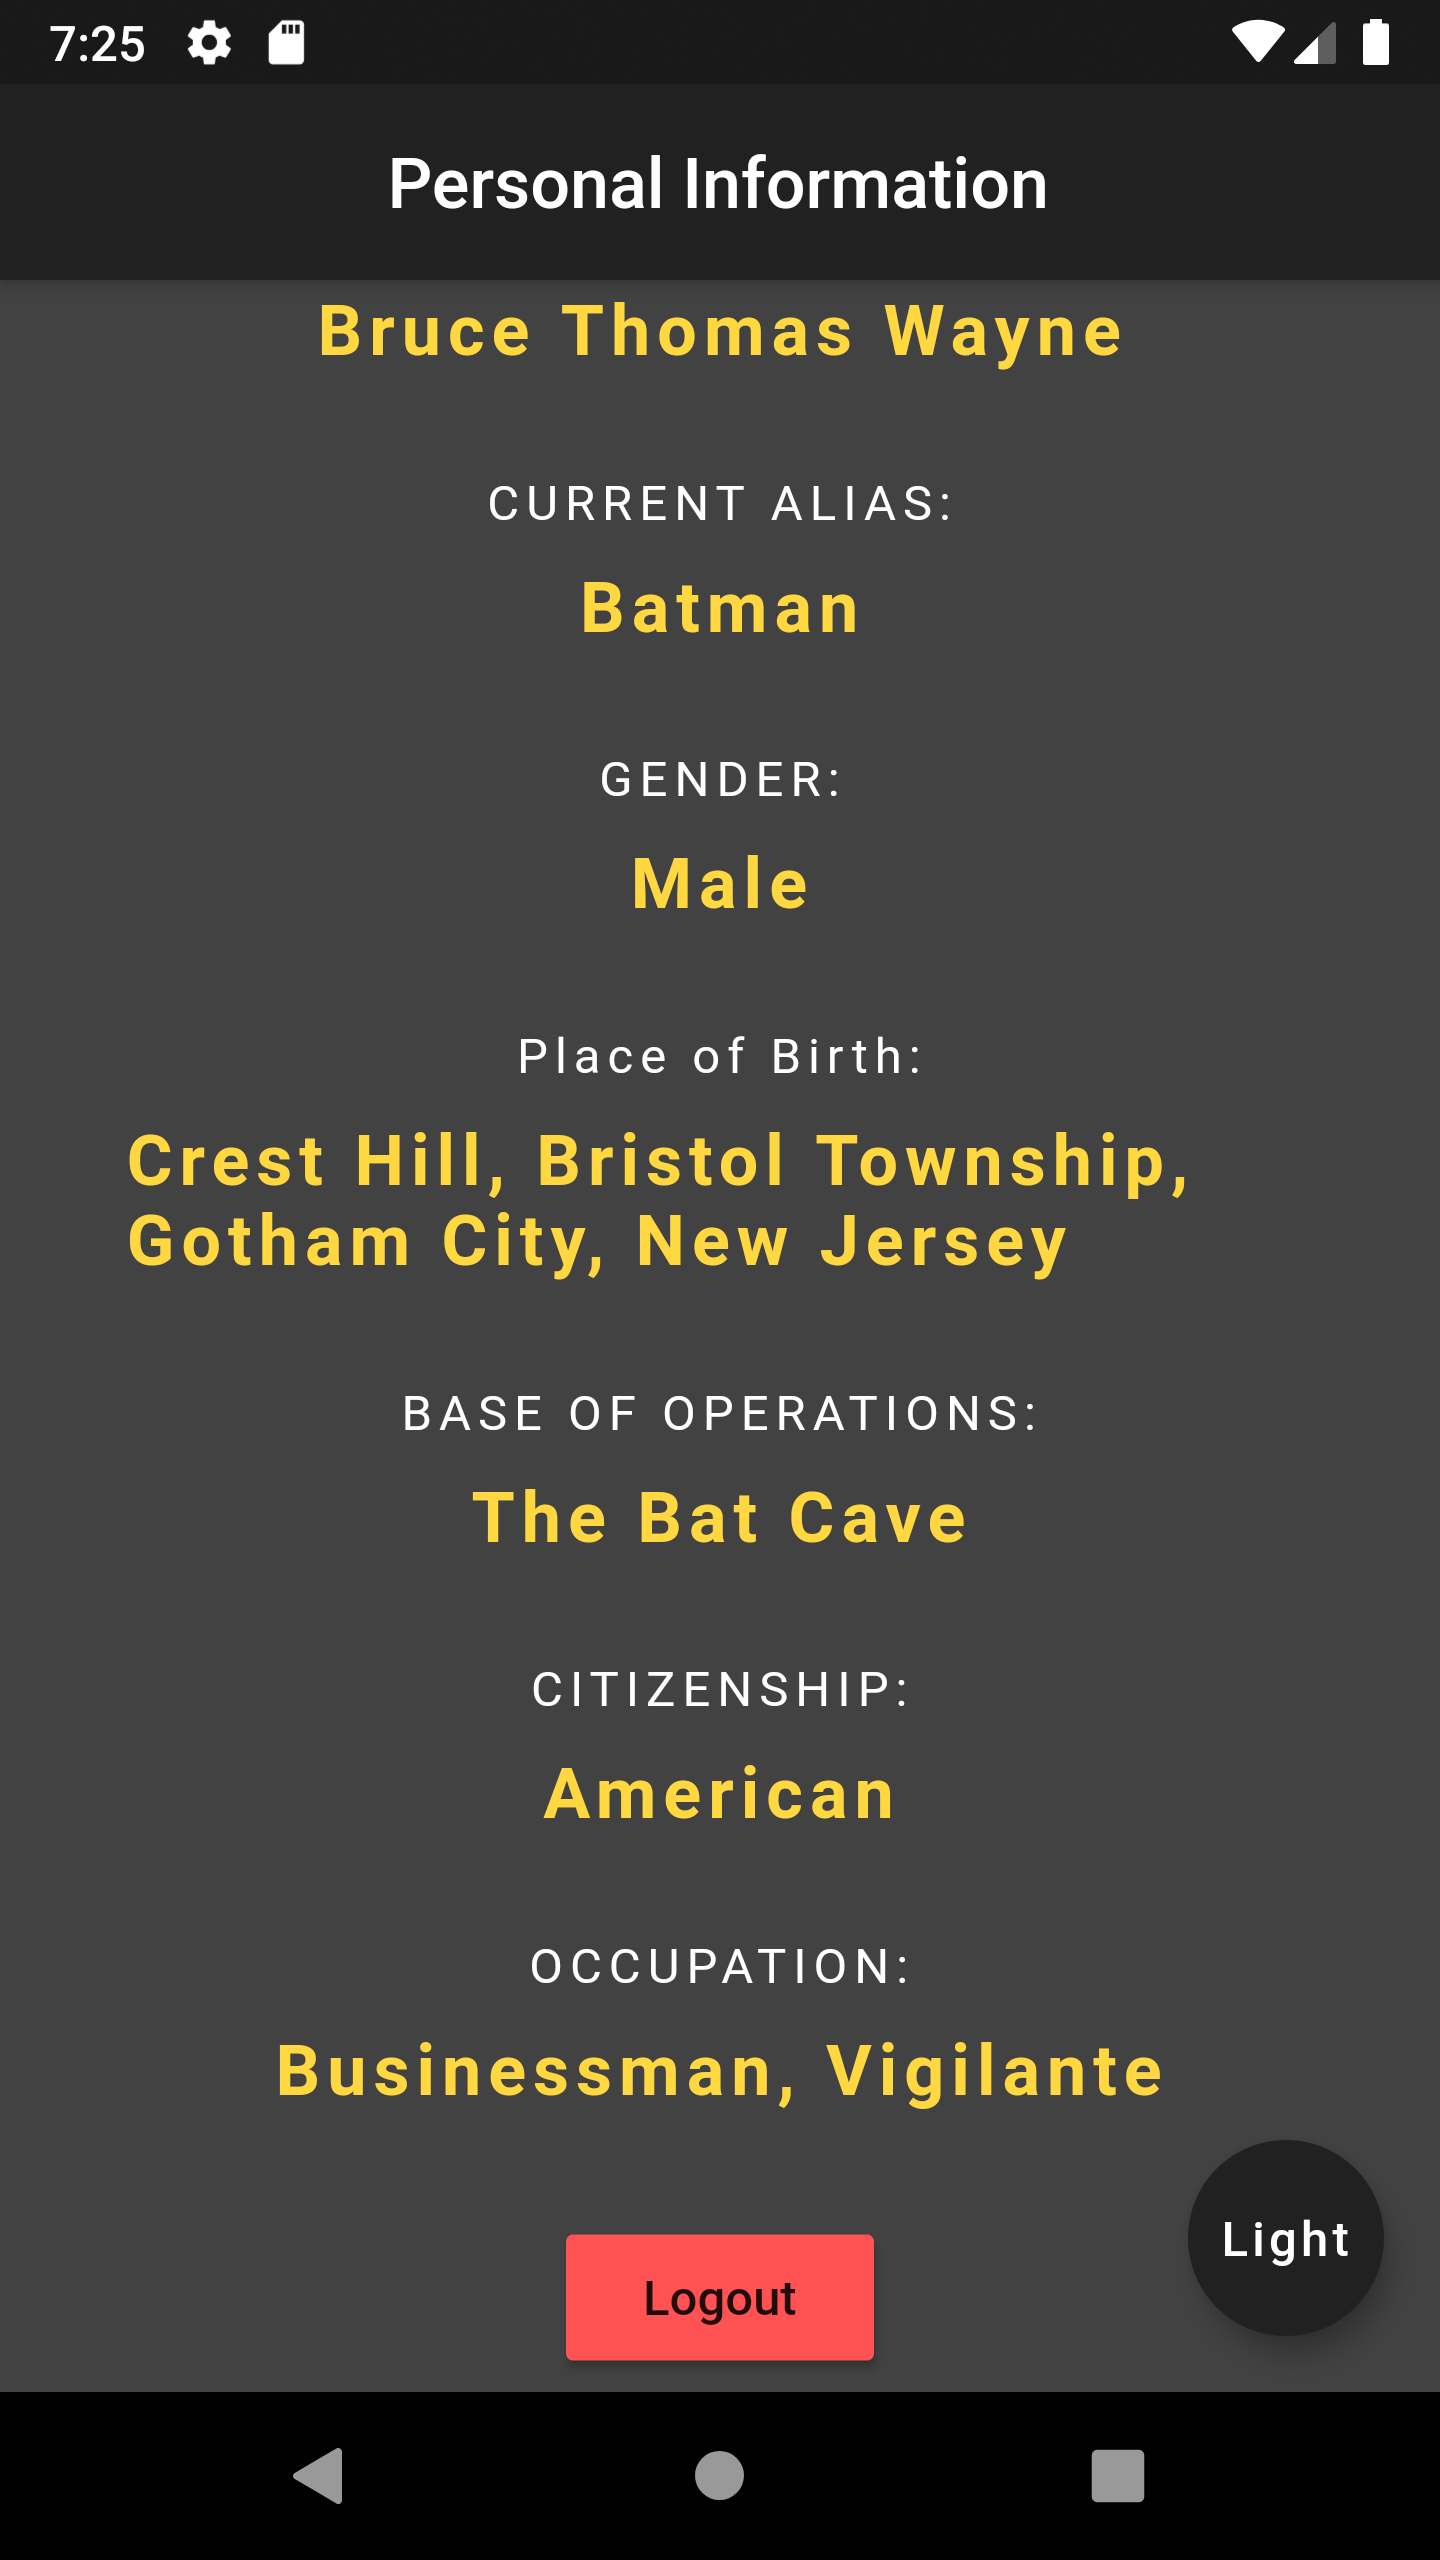 7:25
Personal Information
Bruce Thomas Wayne
CURRENT ALIAS:
Batman
GENDER:
Male
Place of Birth:
Crest Hill, Bristol Township,
Gotham City, New Jersey
BASE OF OPERATIONS:
The Bat Cave
CITIZENSHIP:
American
OCCUPATION:
Businessman, Vigilante
Light
Logout